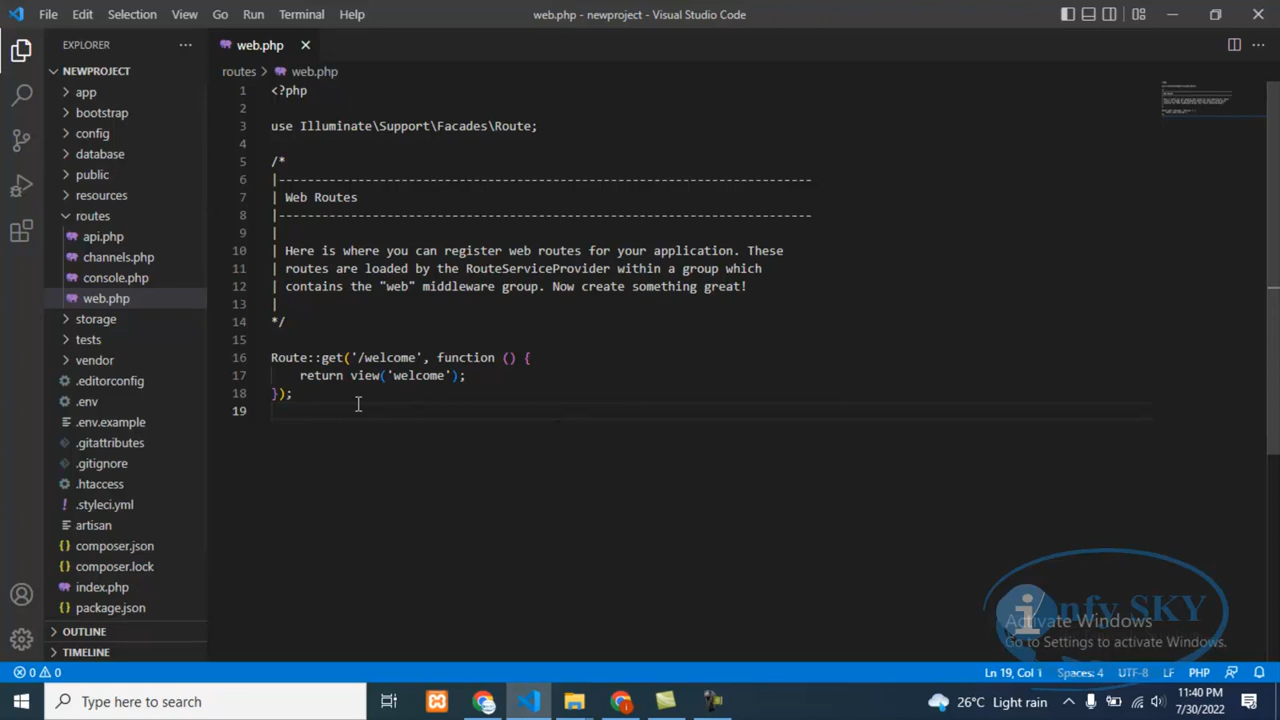 File Edit Selection View Go Run Terminal Help
web.php - newproject - Visual Studio Code
EXPLORER
NEWPROJECT
app
bootstrap
config
database
public
resources
routes
api.php
channels.php
console.php
web.php
storage
tests
vendor
.editorconfig
.env
.env.example
.gitattributes
.gitignore
.htaccess
.styleci.yml
artisan
composer.json
composer.lock
index.php
package.json
OUTLINE
TIMELINE
web.php
routes > web.php
1 <?php
2
3 use Illuminate\Support\Facades\Route;
4
5 /*
6 |--------------------------------------------------------------------------
7 | Web Routes
8 |--------------------------------------------------------------------------
9 |
10 | Here is where you can register web routes for your application. These
11 | routes are loaded by the RouteServiceProvider within a group which
12 | contains the "web" middleware group. Now create something great!
13 |
14 */
15
16 Route::get('/welcome', function () {
17 return view('welcome');
18 });
19
infy SKY
Activate Windows
Go to Settings to activate Windows.
0 0
Ln 19, Col 1 Spaces: 4 UTF-8 LF PHP
Type here to search
26°C Light rain
11:40 PM
7/30/2022